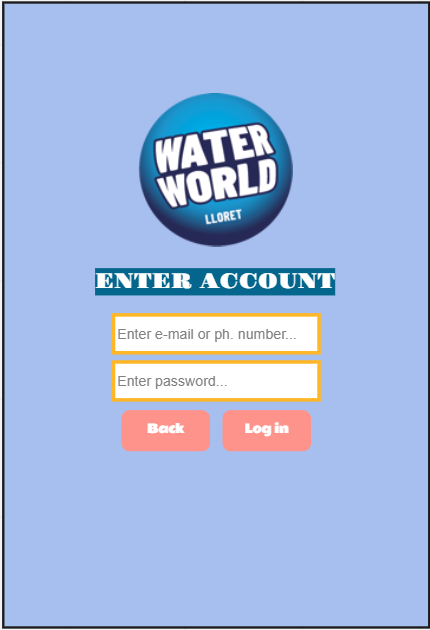 WATER
WORLD
LLORET
ENTER ACCOUNT
Enter e-mail or ph. number...
Enter password...
Back Log in